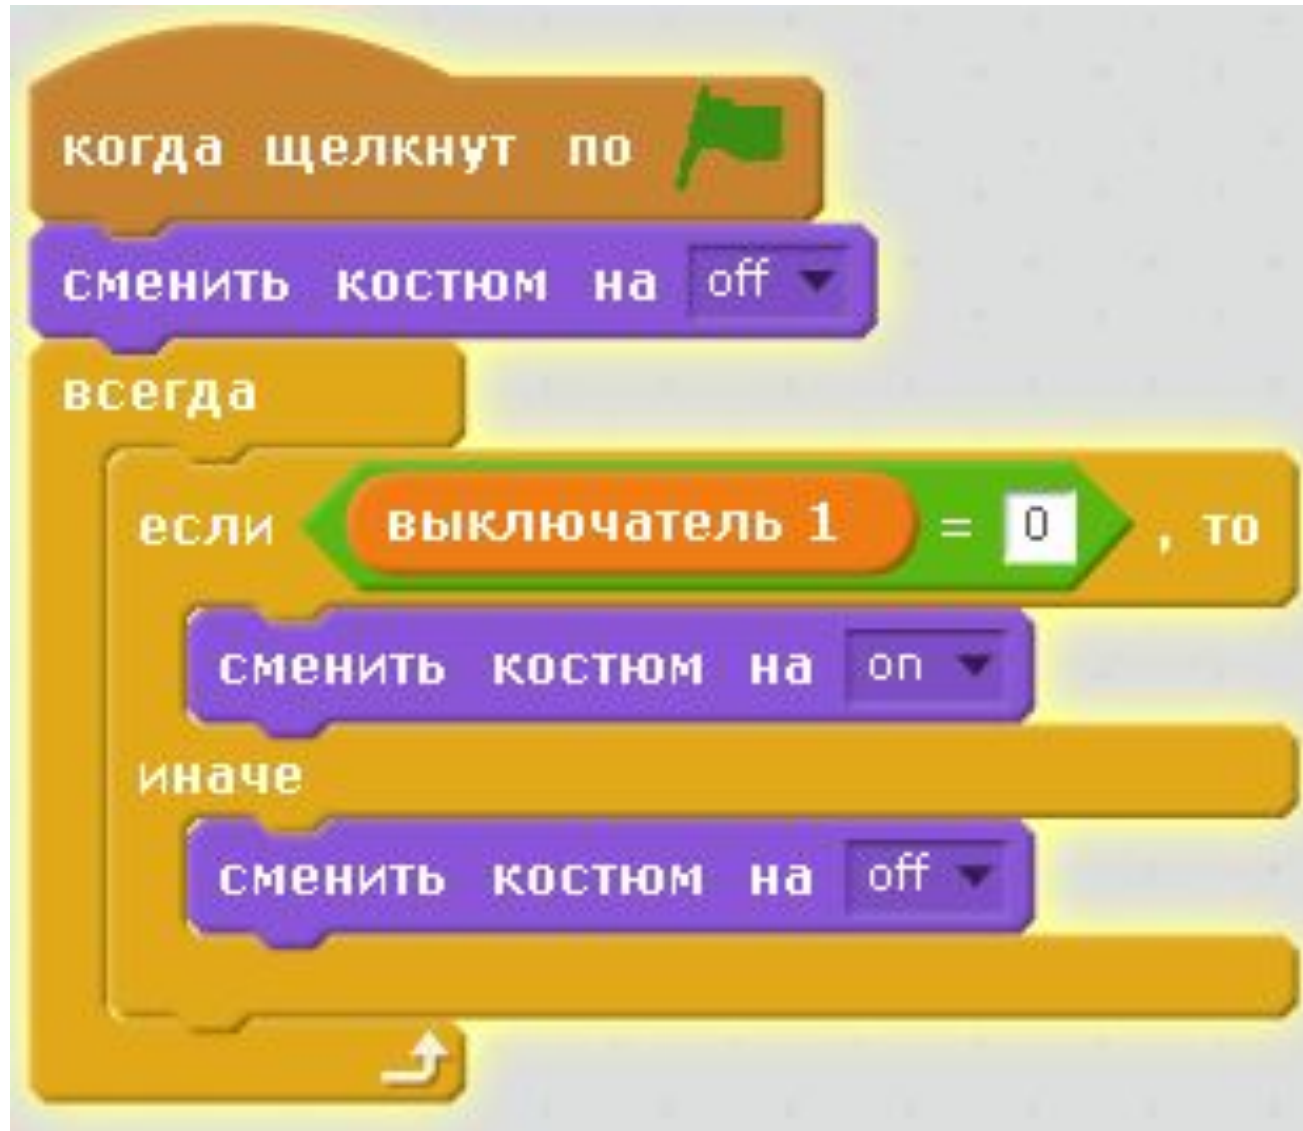 когда щелкнут по
сменить костюм на off
всегда
если выключатель 1 = 0 , то
сменить костюм на on
иначе
сменить костюм на off